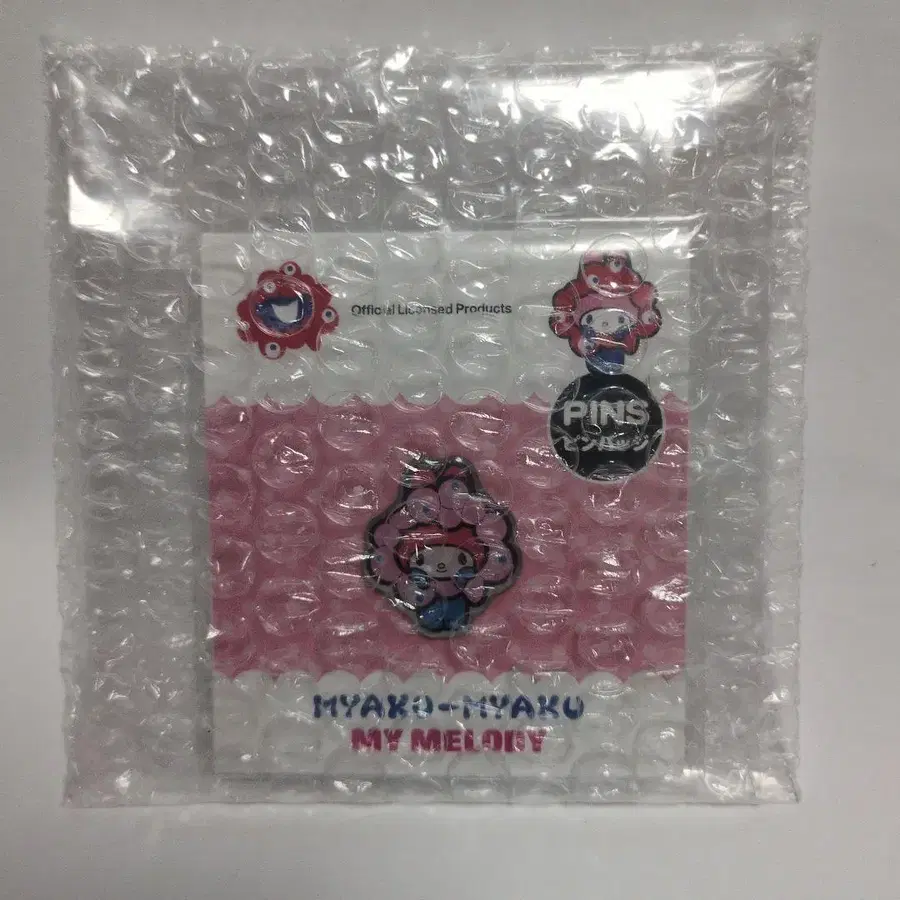 Official Licensed Products
PINS
ピンバッジ
MYAKU-MYAKU
MY MELODY